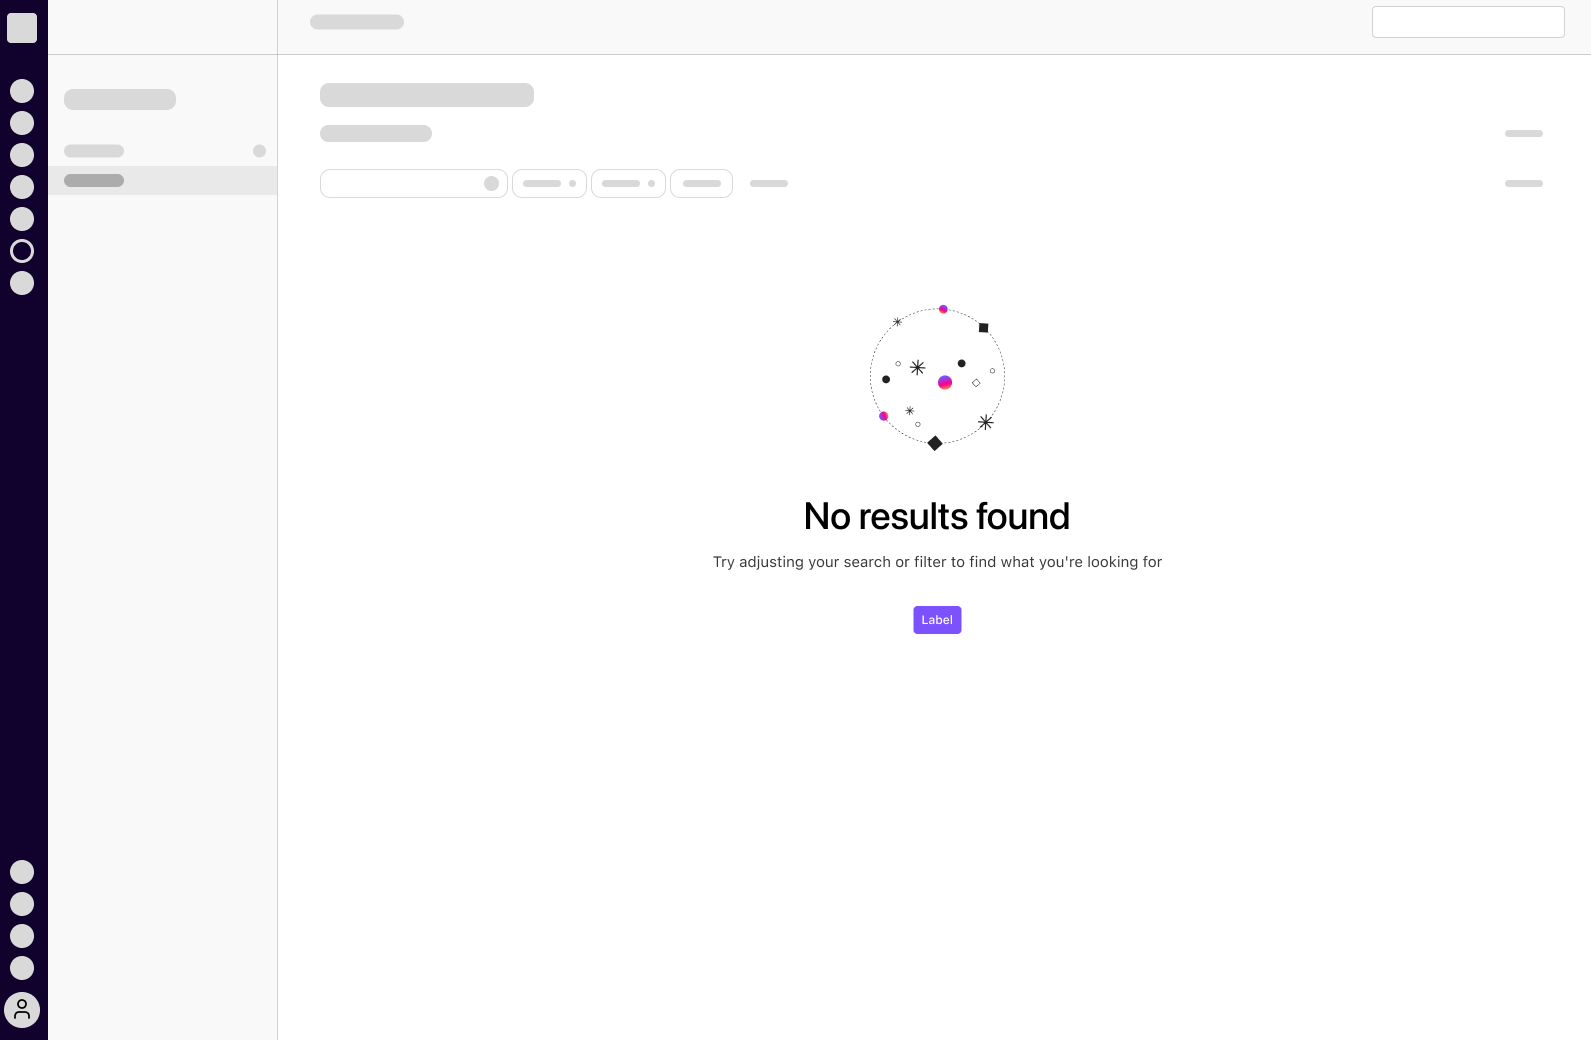 No results found
Try adjusting your search or filter to find what you're looking for
Label